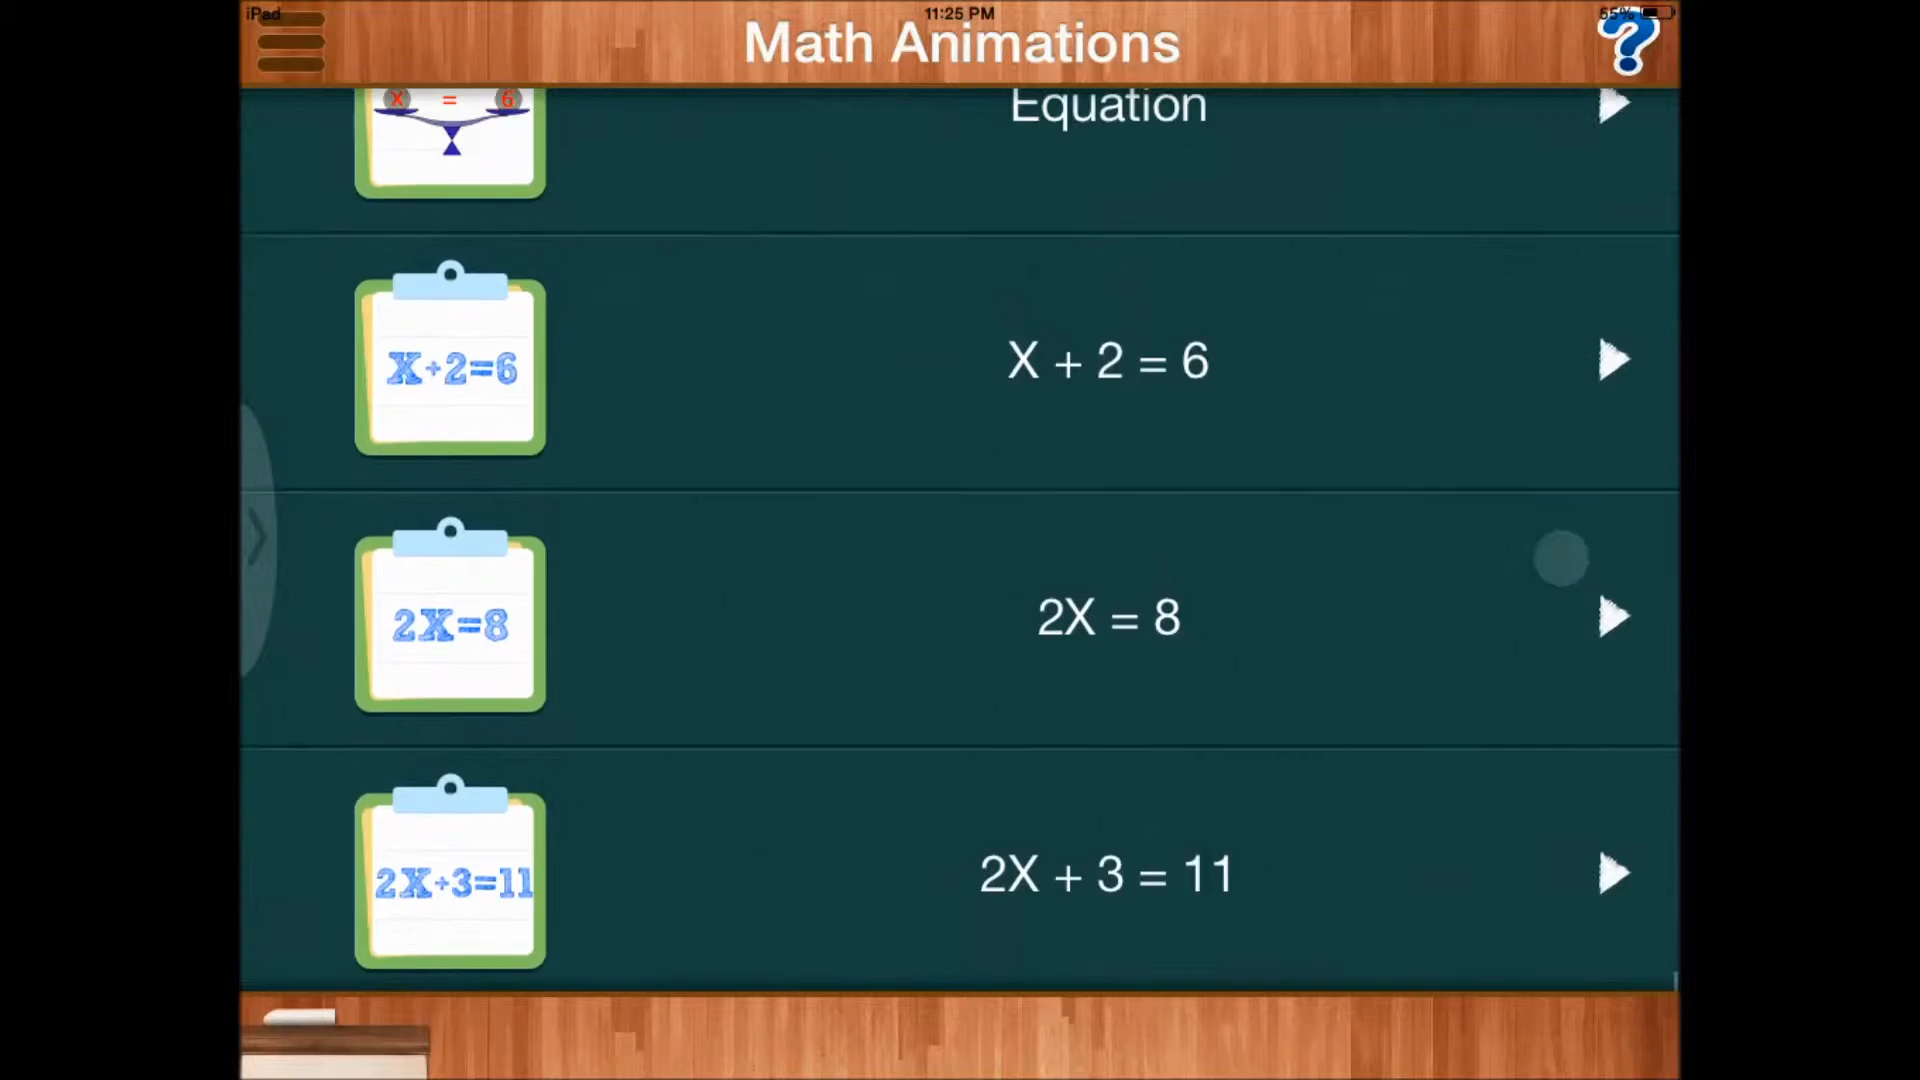 iPad
11:25 PM
55%
Math Animations
X = 6
Equation
X+2=6
X + 2 = 6
2X=8
2X = 8
2X+3=11
2X + 3 = 11